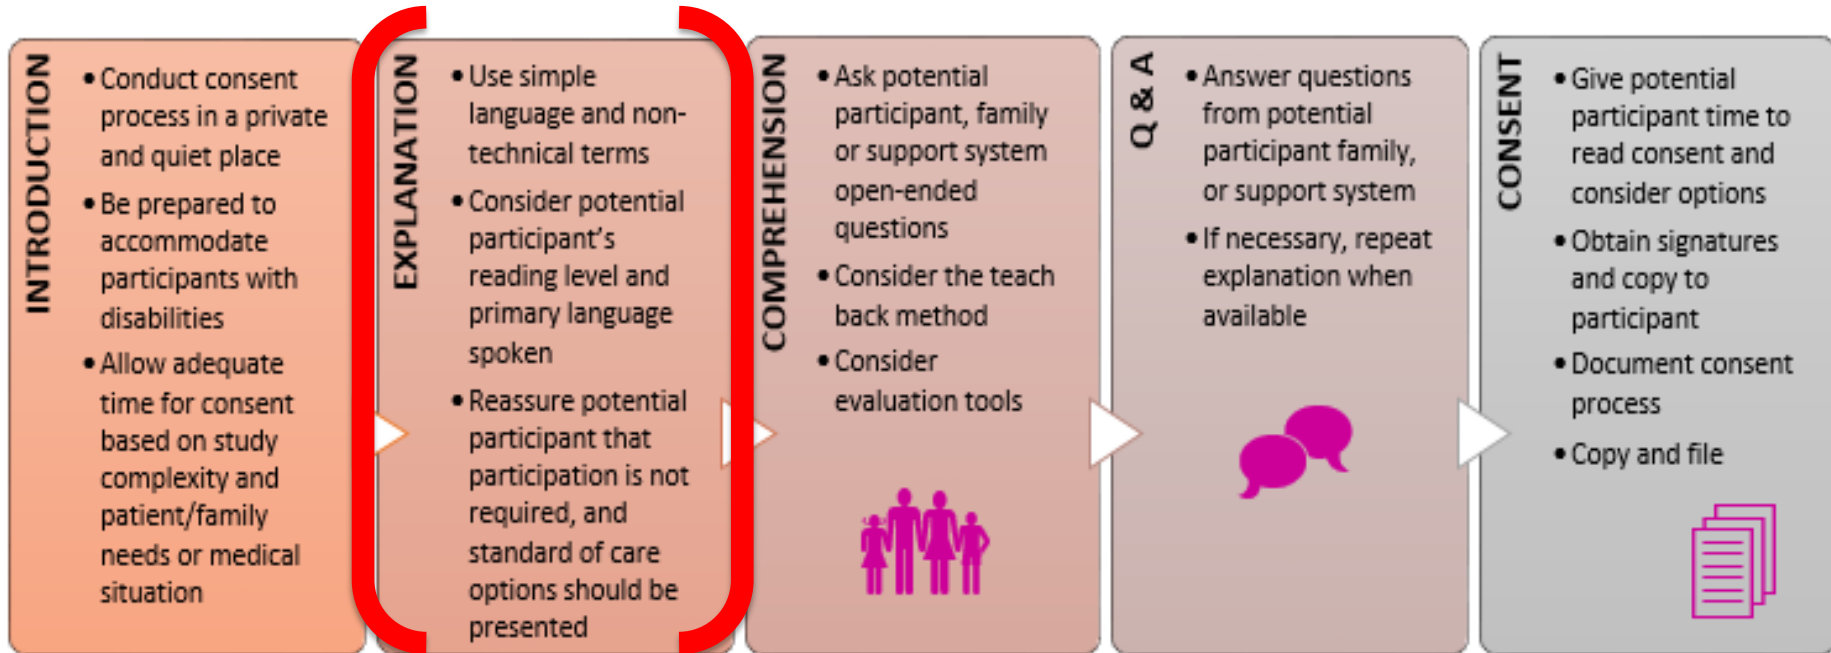 INTRODUCTION
• Conduct consent
process in a private
and quiet place
• Be prepared to
accommodate
participants with
disabilities
• Allow adequate
time for consent
based on study
complexity and
patient/family
needs or medical
situation
EXPLANATION
• Use simple
language and non-
technical terms
• Consider potential
participant's
reading level and
primary language
spoken
• Reassure potential
participant that
participation is not
required, and
standard of care
options should be
presented
COMPREHENSION
• Ask potential
participant, family
or support system
open-ended
questions
• Consider the teach
back method
• Consider
evaluation tools
Q & A
• Answer questions
from potential
participant family,
or support system
• If necessary, repeat
explanation when
available
CONSENT
• Give potential
participant time to
read consent and
consider options
• Obtain signatures
and copy to
participant
• Document consent
process
• Copy and file